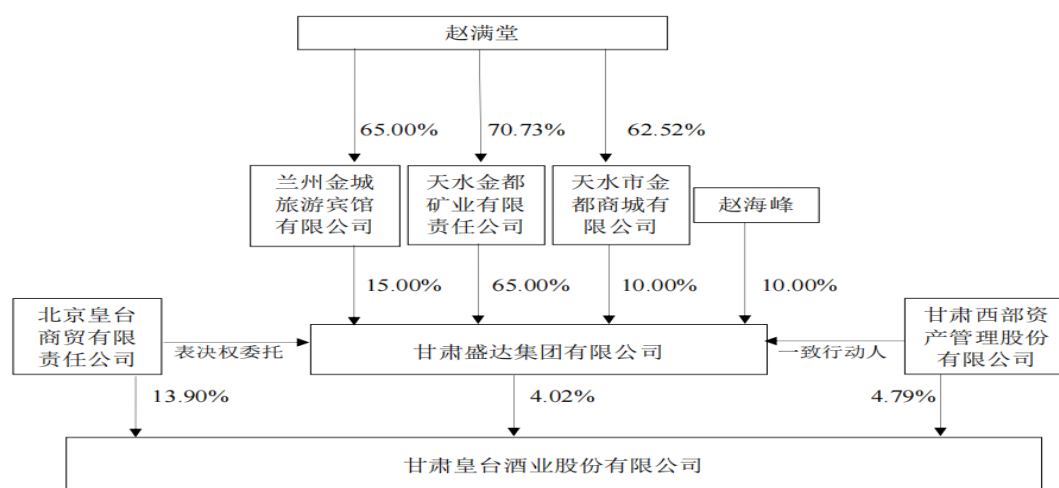 赵满堂
65.00%
70.73%
62.52%
兰州金城
旅游宾馆
有限公司
天水金都
矿业有限
责任公司
天水市金
都商城有
限公司
赵海峰
15.00%
65.00%
10.00%
10.00%
北京皇台
商贸有限
责任公司
表决权委托
甘肃盛达集团有限公司
一致行动人
甘肃西部资
产管理股份
有限公司
13.90%
4.02%
4.79%
甘肃皇台酒业股份有限公司